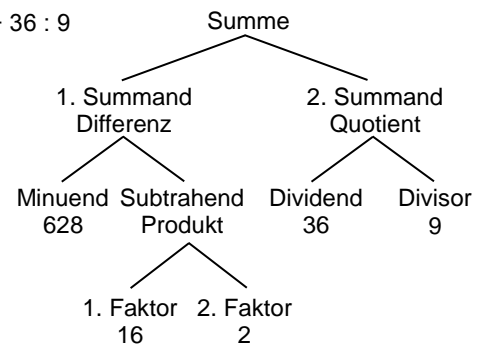 36 : 9
Summe
1. Summand 2. Summand
Differenz Quotient
Minuend Subtrahend Dividend Divisor
628 Produkt 36 9
1. Faktor 2. Faktor
16 2